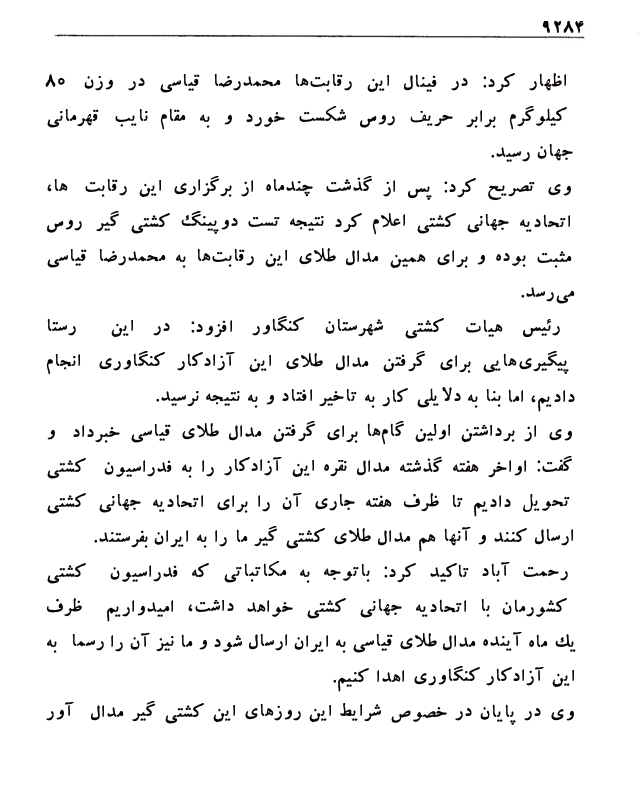 ۹۲۸۴
اظهار کرد: در فینال این رقابت‌ها محمدرضا قیاسی در وزن ۸۵
کیلوگرم برابر حریف روس شکست خورد و به مقام نایب قهرمانی
جهان رسید.
وی تصریح کرد: پس از گذشت چندماه از برگزاری این رقابت ها،
اتحادیه جهانی کشتی اعلام کرد نتیجه تست دوپینگ کشتی گیر روس
مثبت بوده و برای همین مدال طلای این رقابت‌ها به محمدرضا قیاسی
می‌رسد.
رئیس هیات کشتی شهرستان کنگاور افزود: در این رستا
پیگیری‌هایی برای گرفتن مدال طلای این آزادکار کنگاوری انجام
دادیم، اما بنا به دلایلی کار به تاخیر افتاد و به نتیجه نرسید.
وی از برداشتن اولین گام‌ها برای گرفتن مدال طلای قیاسی خبرداد و
گفت: اواخر هفته گذشته مدال نقره این آزادکار را به فدراسیون کشتی
تحویل دادیم تا ظرف هفته جاری آن را برای اتحادیه جهانی کشتی
ارسال کنند و آنها هم مدال طلای کشتی گیر ما را به ایران بفرستند.
رحمت آباد تاکید کرد: باتوجه به مکاتباتی که فدراسیون کشتی
کشورمان با اتحادیه جهانی کشتی خواهد داشت، امیدواریم ظرف
یك ماه آینده مدال طلای قیاسی به ایران ارسال شود و ما نیز آن را رسما به
این آزادکار کنگاوری اهدا کنیم.
وی در پایان در خصوص شرایط این روزهای این کشتی گیر مدال آور